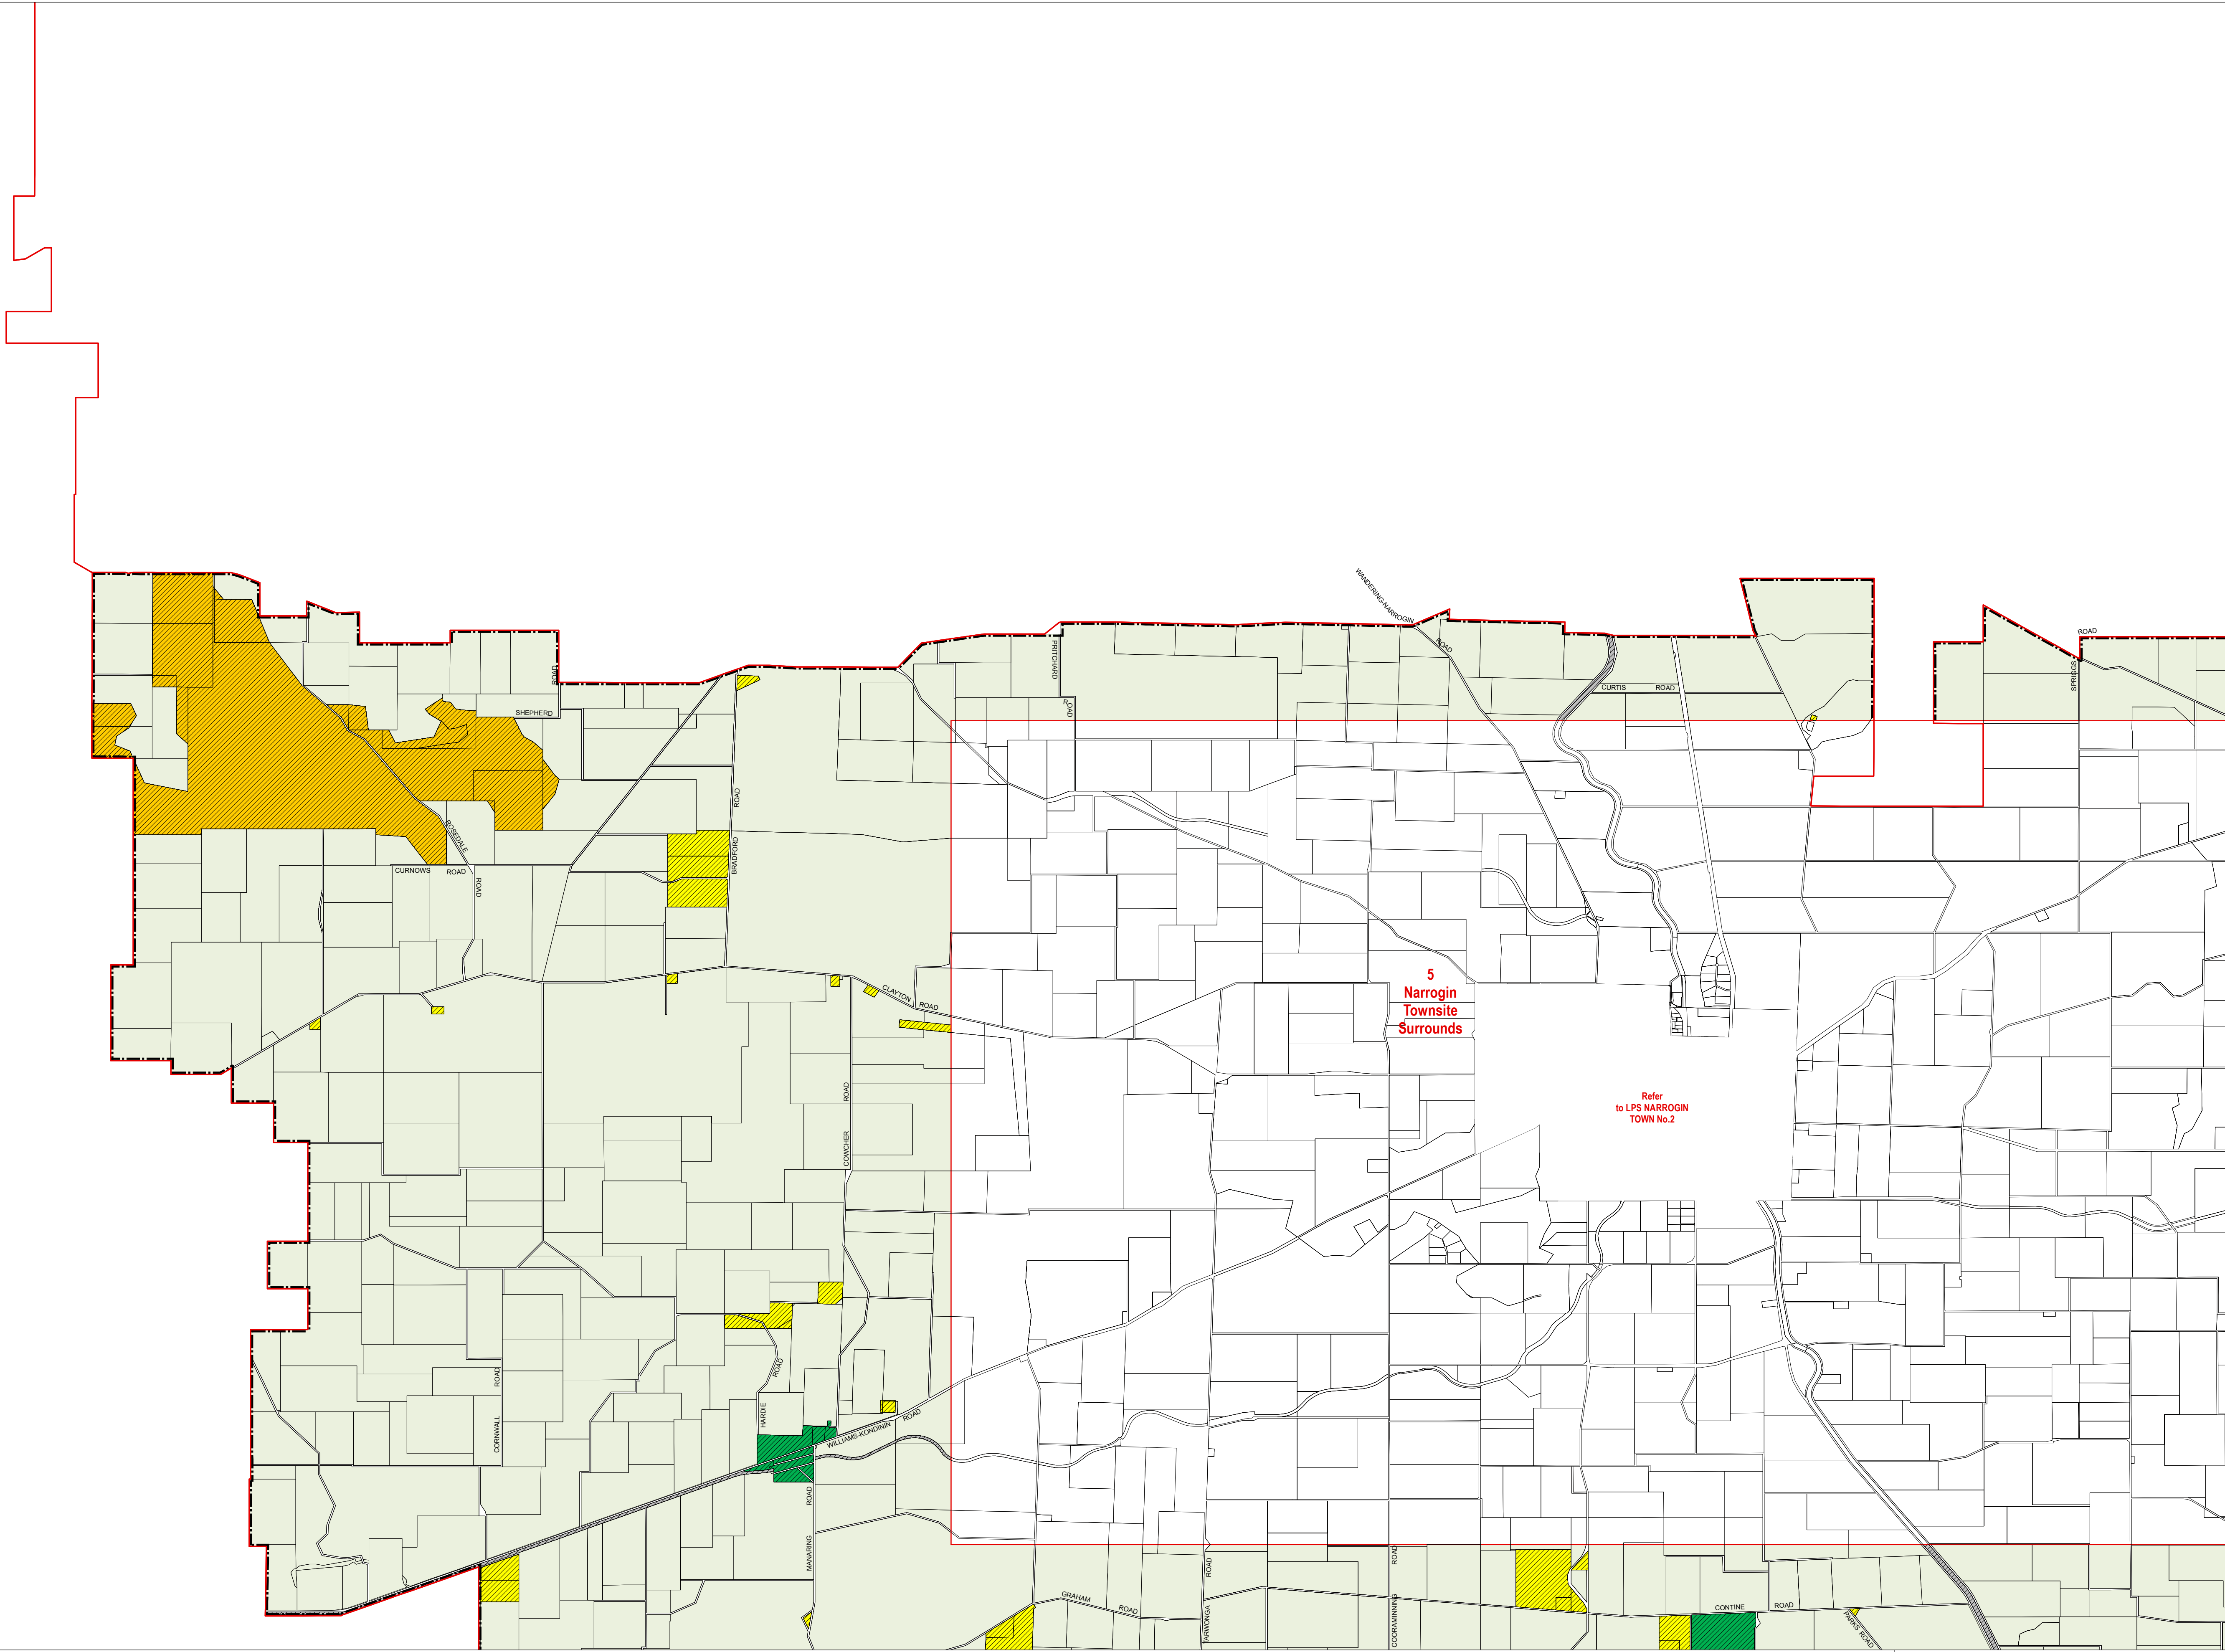 WANDERING-NARROGIN
ROAD
ROAD
SPRIGGS
PRITCHARD
ROAD
ROAD
SHEPHERD
CURTIS ROAD
ROAD
BRADFORD
ROSEDALE
ROAD
CURNOWS ROAD
5
Narrogin
Townsite
Surrounds
CLAYTON ROAD
Refer
to LPS NARROGIN
TOWN No.2
ROAD
COWCHER
ROAD
HARDIE
ROAD
CORNWALL
WILLIAMS-KONDININ ROAD
ROAD
MANARING
GRAHAM ROAD
ROAD
TARWONGA
ROAD
COORAMINNING
CONTINE ROAD
PARKS ROAD